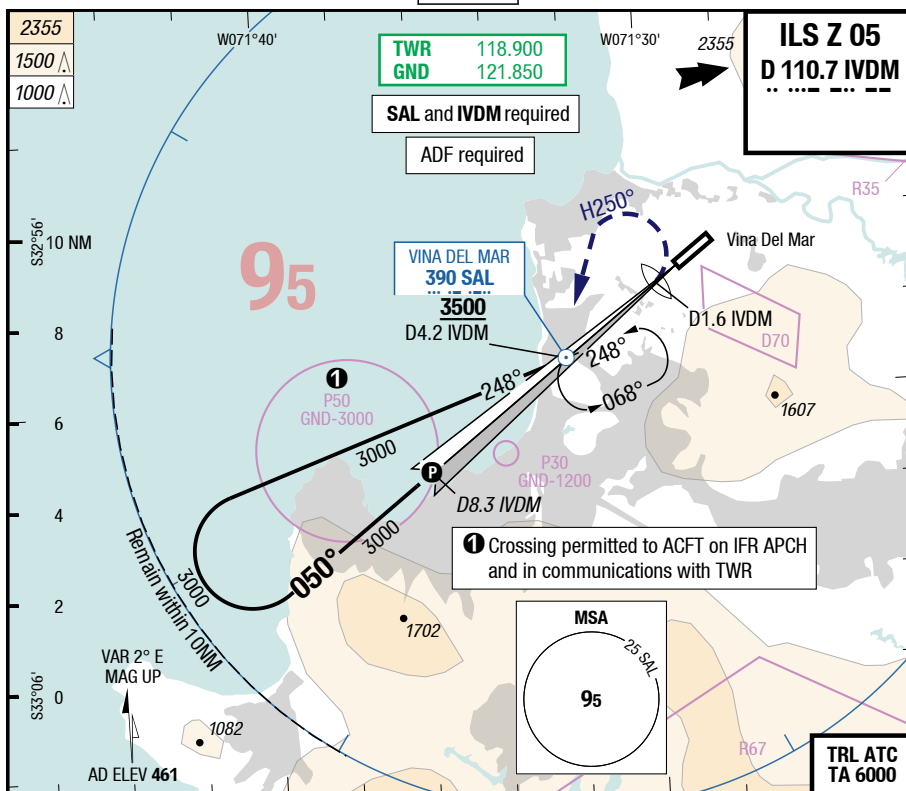 2355
1500
1000
W071°40'
TWR 118.900
GND 121.850
W071°30'
2355
ILS Z 05
D 110.7 IVDM
SAL and IVDM required
ADF required
R35
H250°
S32°56'
10 NM
95
VINA DEL MAR
390 SAL
3500
D4.2 IVDM
Vina Del Mar
D1.6 IVDM
D70
8
248°
248°
068°
1
P50
GND-3000
1607
6
3000
P30
GND-1200
P
D8.3 IVDM
4
3000
050°
1 Crossing permitted to ACFT on IFR APCH
and in communications with TWR
3000
Remain within 10NM
2
1702
MSA
25 SAL
95
VAR 2° E
MAG UP
S33°06'
0
1082
R67
AD ELEV 461
TRL ATC
TA 6000